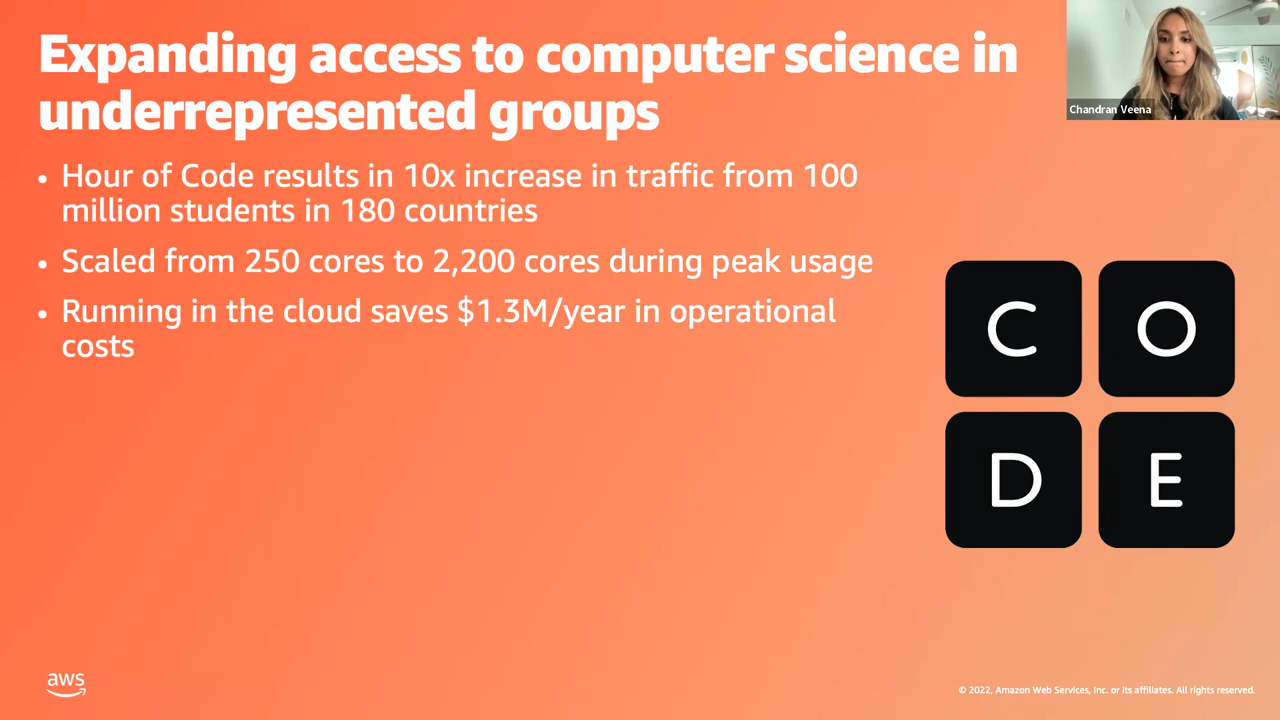 Expanding access to computer science in
underrepresented groups
Chandran Veena
• Hour of Code results in 10x increase in traffic from 100
million students in 180 countries
• Scaled from 250 cores to 2,200 cores during peak usage
• Running in the cloud saves $1.3M/year in operational
costs
C O
D E
aws
© 2022, Amazon Web Services, Inc. or its affiliates. All rights reserved.